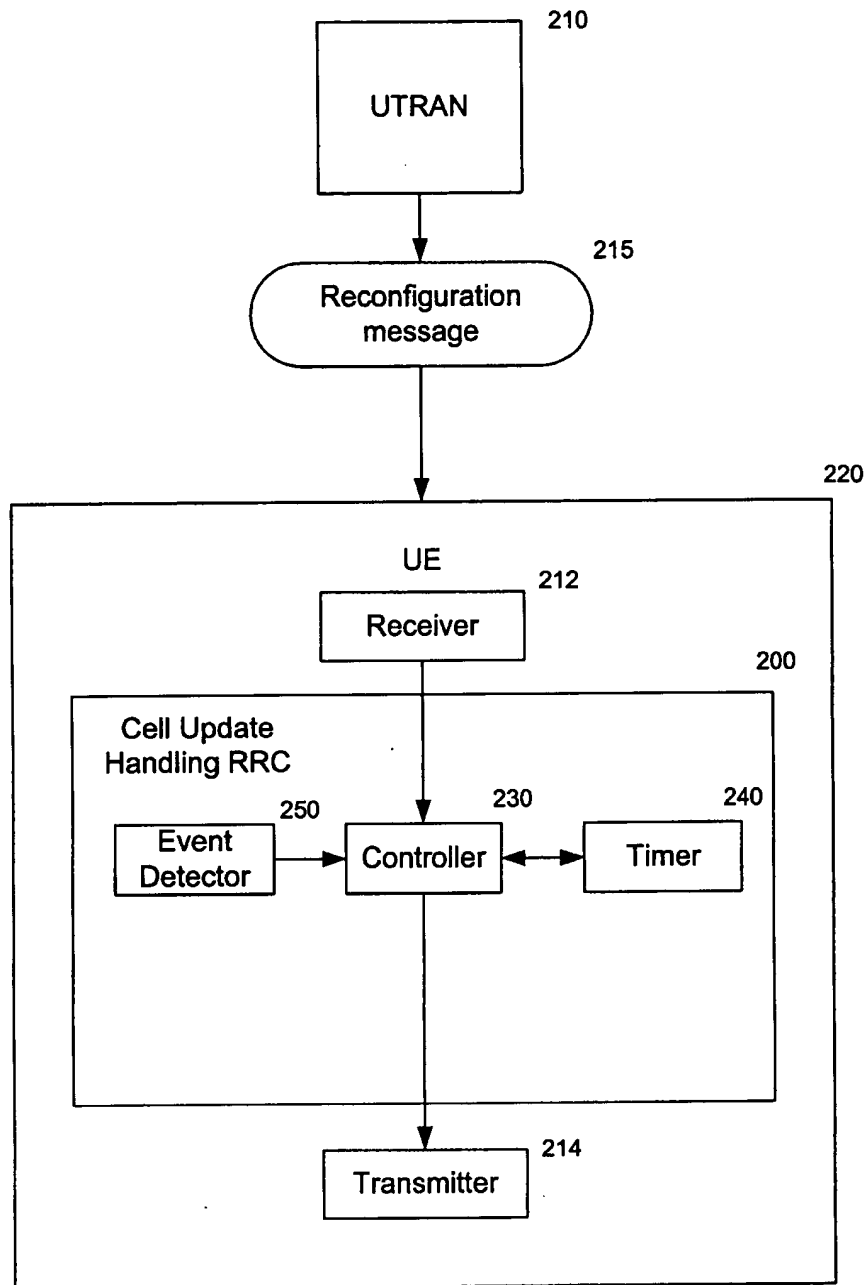 210
UTRAN
215
Reconfiguration
message
220
UE
212
Receiver
200
Cell Update
Handling RRC
250
230
240
Event
Detector
Controller
Timer
214
Transmitter